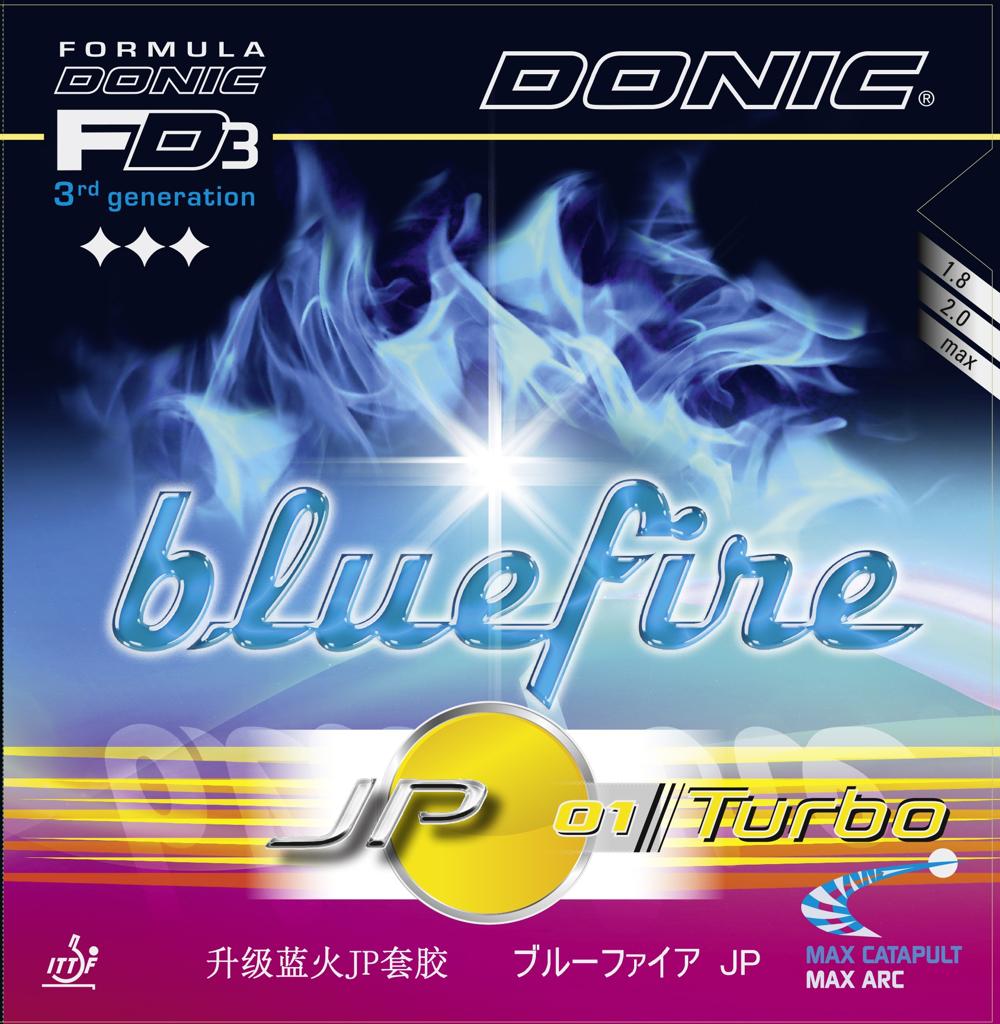 FORMULA
DONIC
FD3
3rd generation
DONIC®
1.8
2.0
max
bluefire
JP
01 Turbo
MAX CATAPULT
MAX ARC
ITTF
升级蓝火JP套胶
ブルーファイア JP